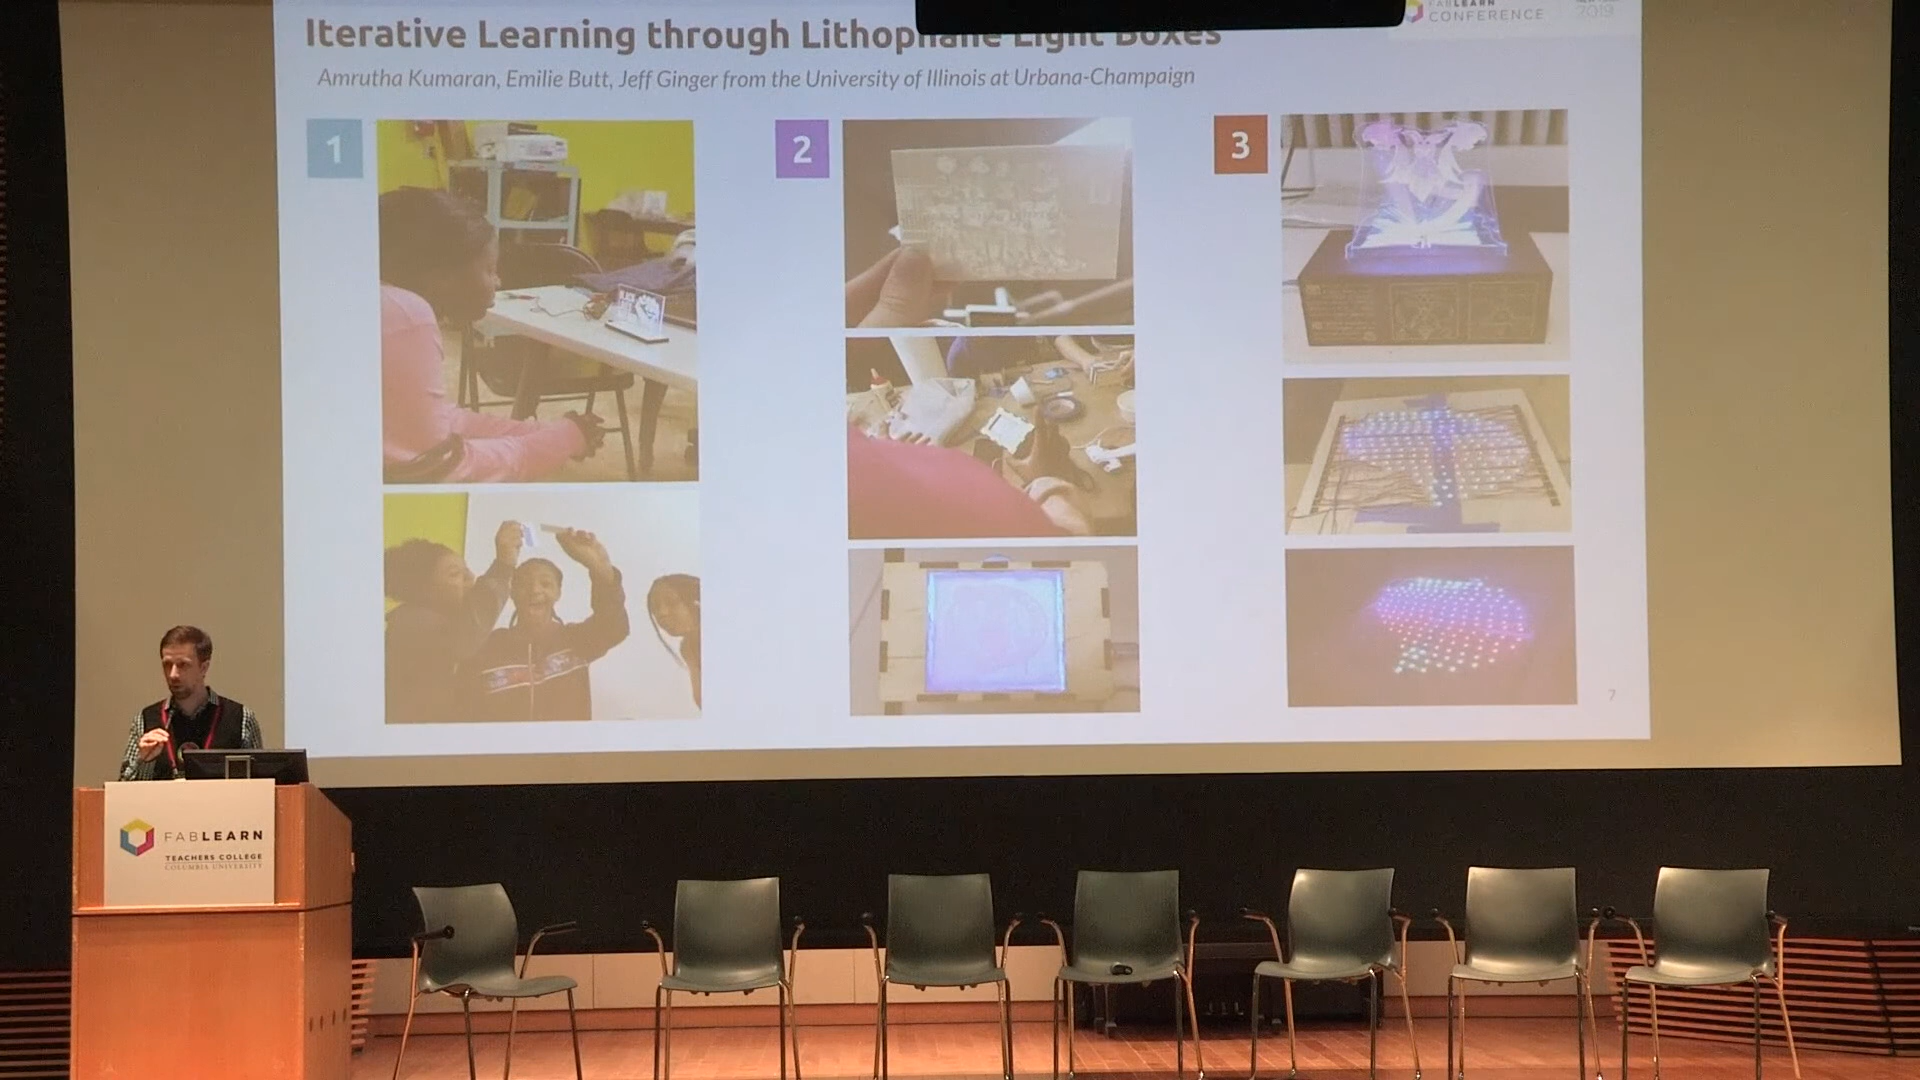 Iterative Learning through Lithophane Light Boxes
FABLEARN
CONFERENCE
2019
Amrutha Kumaran, Emilie Butt, Jeff Ginger from the University of Illinois at Urbana-Champaign
1
2
3
7
FABLEARN
TEACHERS COLLEGE
COLUMBIA UNIVERSITY